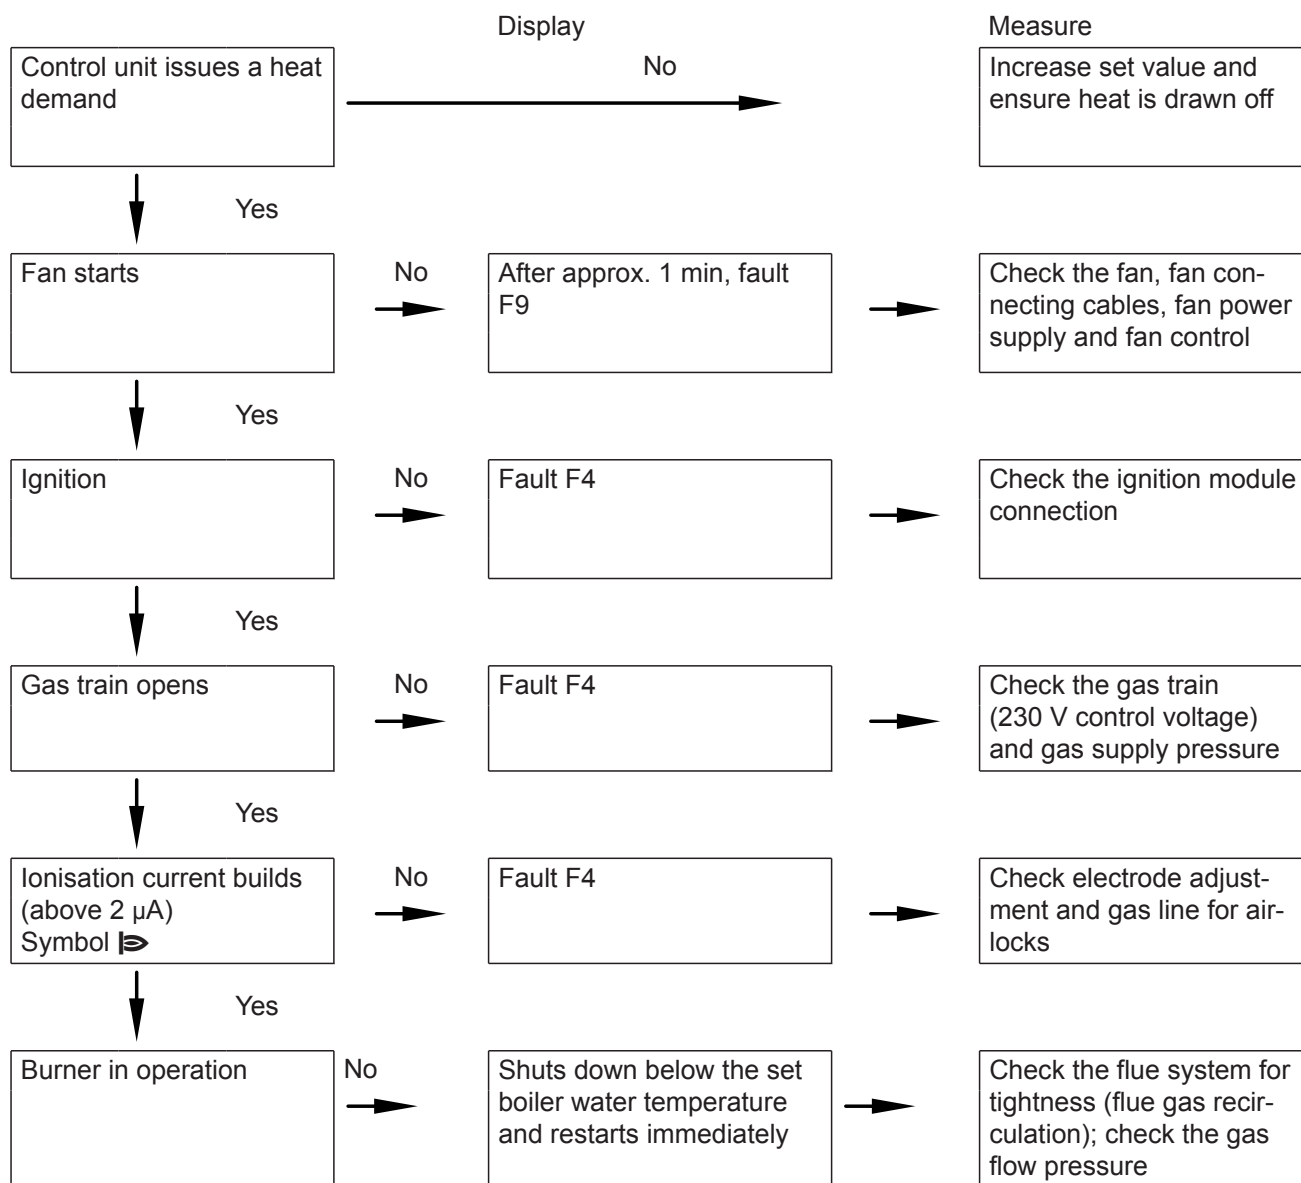 Display
Measure
Control unit issues a heat
demand
No
Increase set value and
ensure heat is drawn off
Yes
Fan starts
No
After approx. 1 min, fault
F9
Check the fan, fan con-
necting cables, fan power
supply and fan control
Yes
Ignition
No
Fault F4
Check the ignition module
connection
Yes
Gas train opens
No
Fault F4
Check the gas train
(230 V control voltage)
and gas supply pressure
Yes
Ionisation current builds
(above 2 µA)
Symbol
No
Fault F4
Check electrode adjust-
ment and gas line for air-
locks
Yes
Burner in operation
No
Shuts down below the set
boiler water temperature
and restarts immediately
Check the flue system for
tightness (flue gas recir-
culation); check the gas
flow pressure